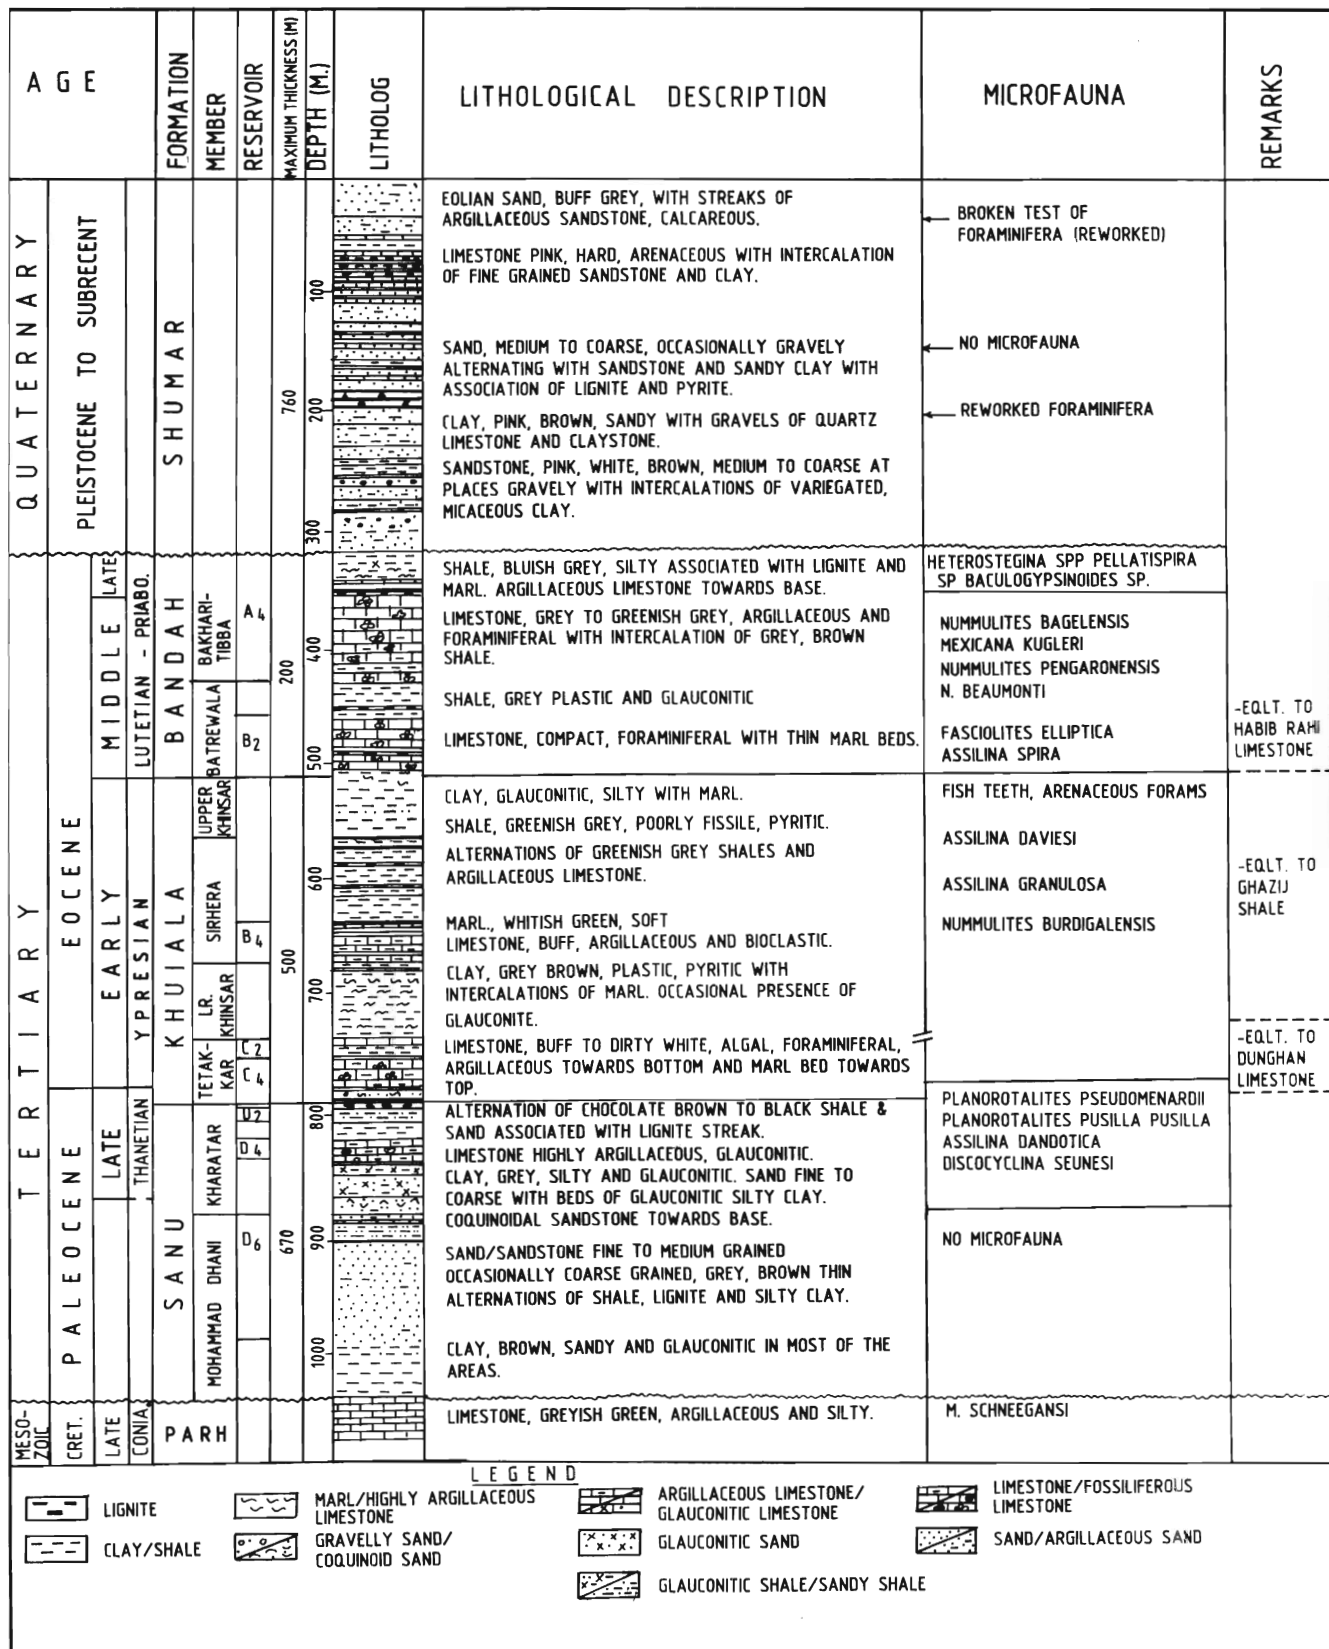 AGE
FORMATION
MEMBER
RESERVOIR
MAXIMUM THICKNESS (M)
DEPTH (M.)
LITHOLOG
LITHOLOGICAL DESCRIPTION
MICROFAUNA
REMARKS
QUATERNARY
PLEISTOCENE TO SUBRECENT
SHUMAR
760
100
200
300
EOLIAN SAND, BUFF GREY, WITH STREAKS OF
ARGILLACEOUS SANDSTONE, CALCAREOUS.
LIMESTONE PINK, HARD, ARENACEOUS WITH INTERCALATION
OF FINE GRAINED SANDSTONE AND CLAY.
SAND, MEDIUM TO COARSE, OCCASIONALLY GRAVELY
ALTERNATING WITH SANDSTONE AND SANDY CLAY WITH
ASSOCIATION OF LIGNITE AND PYRITE.
CLAY, PINK, BROWN, SANDY WITH GRAVELS OF QUARTZ
LIMESTONE AND CLAYSTONE.
SANDSTONE, PINK, WHITE, BROWN, MEDIUM TO COARSE AT
PLACES GRAVELY WITH INTERCALATIONS OF VARIEGATED,
MICACEOUS CLAY.
BROKEN TEST OF
FORAMINIFERA (REWORKED)
NO MICROFAUNA
REWORKED FORAMINIFERA
TERTIARY
EOCENE
LATE
MIDDLE
LUTETIAN - PRIABO.
BANDAH
BAKHARI-
TIBBA
BATREWALA
A4
B2
200
400
500
SHALE, BLUISH GREY, SILTY ASSOCIATED WITH LIGNITE AND
MARL. ARGILLACEOUS LIMESTONE TOWARDS BASE.
LIMESTONE, GREY TO GREENISH GREY, ARGILLACEOUS AND
FORAMINIFERAL WITH INTERCALATION OF GREY, BROWN
SHALE.
SHALE, GREY PLASTIC AND GLAUCONITIC
LIMESTONE, COMPACT, FORAMINIFERAL WITH THIN MARL BEDS.
HETEROSTEGINA SPP PELLATISPIRA
SP BACULOGYPSINOIDES SP.
NUMMULITES BAGELENSIS
MEXICANA KUGLERI
NUMMULITES PENGARONENSIS
N. BEAUMONTI
FASCIOLITES ELLIPTICA
ASSILINA SPIRA
-EQLT. TO
HABIB RAHI
LIMESTONE
EARLY
YPRESIAN
KHUIALA
UPPER
KHINSAR
SIRHERA
LR.
KHINSAR
TETAK-
KAR
B4
C2
C4
500
600
700
CLAY, GLAUCONITIC, SILTY WITH MARL.
SHALE, GREENISH GREY, POORLY FISSILE, PYRITIC.
ALTERNATIONS OF GREENISH GREY SHALES AND
ARGILLACEOUS LIMESTONE.
MARL., WHITISH GREEN, SOFT
LIMESTONE, BUFF, ARGILLACEOUS AND BIOCLASTIC.
CLAY, GREY BROWN, PLASTIC, PYRITIC WITH
INTERCALATIONS OF MARL. OCCASIONAL PRESENCE OF
GLAUCONITE.
LIMESTONE, BUFF TO DIRTY WHITE, ALGAL, FORAMINIFERAL,
ARGILLACEOUS TOWARDS BOTTOM AND MARL BED TOWARDS
TOP.
FISH TEETH, ARENACEOUS FORAMS
ASSILINA DAVIESI
ASSILINA GRANULOSA
NUMMULITES BURDIGALENSIS
-EQLT. TO
GHAZIJ
SHALE
-EQLT. TO
DUNGHAN
LIMESTONE
PALEOCENE
LATE
THANETIAN
SANU
KHARATAR
MOHAMMAD DHANI
D2
D4
D6
670
800
900
1000
ALTERNATION OF CHOCOLATE BROWN TO BLACK SHALE &
SAND ASSOCIATED WITH LIGNITE STREAK.
LIMESTONE HIGHLY ARGILLACEOUS, GLAUCONITIC.
CLAY, GREY, SILTY AND GLAUCONITIC. SAND FINE TO
COARSE WITH BEDS OF GLAUCONITIC SILTY CLAY.
COQUINOIDAL SANDSTONE TOWARDS BASE.
SAND/SANDSTONE FINE TO MEDIUM GRAINED
OCCASIONALLY COARSE GRAINED, GREY, BROWN THIN
ALTERNATIONS OF SHALE, LIGNITE AND SILTY CLAY.
CLAY, BROWN, SANDY AND GLAUCONITIC IN MOST OF THE
AREAS.
PLANOROTALITES PSEUDOMENARDII
PLANOROTALITES PUSILLA PUSILLA
ASSILINA DANDOTICA
DISCOCYCLINA SEUNESI
NO MICROFAUNA
MESO-
ZOIC
CRET.
LATE
CONIA.
PARH
LIMESTONE, GREYISH GREEN, ARGILLACEOUS AND SILTY.
M. SCHNEEGANSI
LEGEND
LIGNITE
CLAY/SHALE
MARL/HIGHLY ARGILLACEOUS
LIMESTONE
GRAVELLY SAND/
COQUINOID SAND
ARGILLACEOUS LIMESTONE/
GLAUCONITIC LIMESTONE
GLAUCONITIC SAND
GLAUCONITIC SHALE/SANDY SHALE
LIMESTONE/FOSSILIFEROUS
LIMESTONE
SAND/ARGILLACEOUS SAND